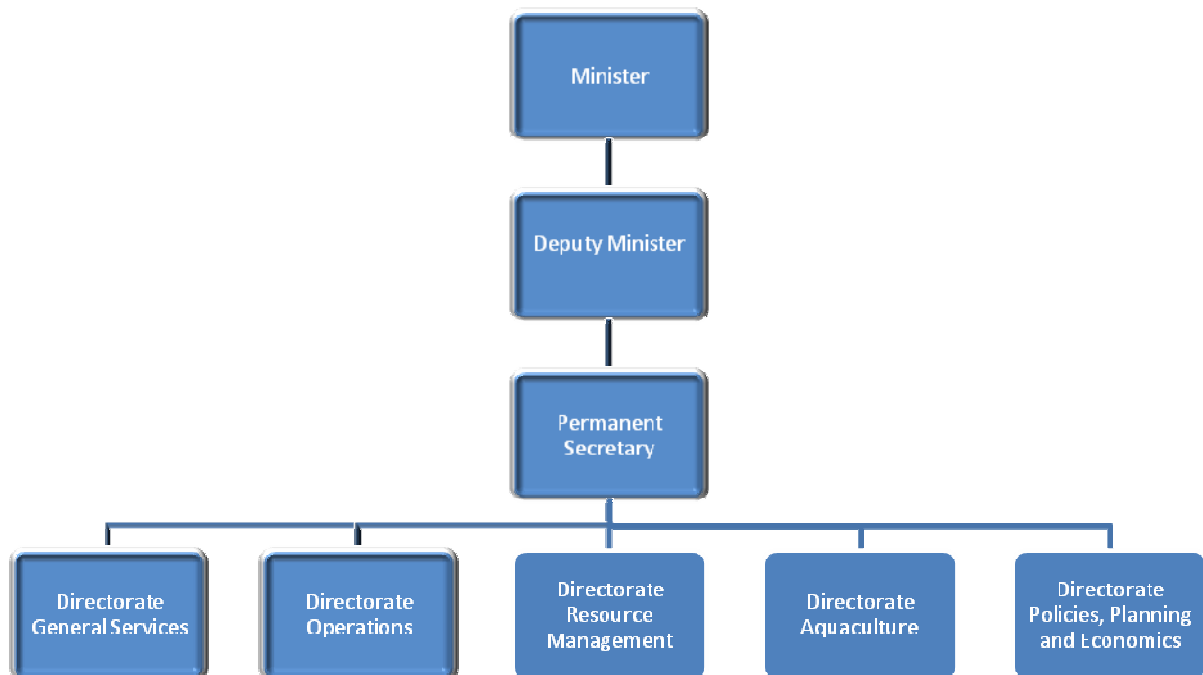 Minister
Deputy Minister
Permanent
Secretary
Directorate
General Services
Directorate
Operations
Directorate
Resource
Management
Directorate
Aquaculture
Directorate
Policies, Planning
and Economics